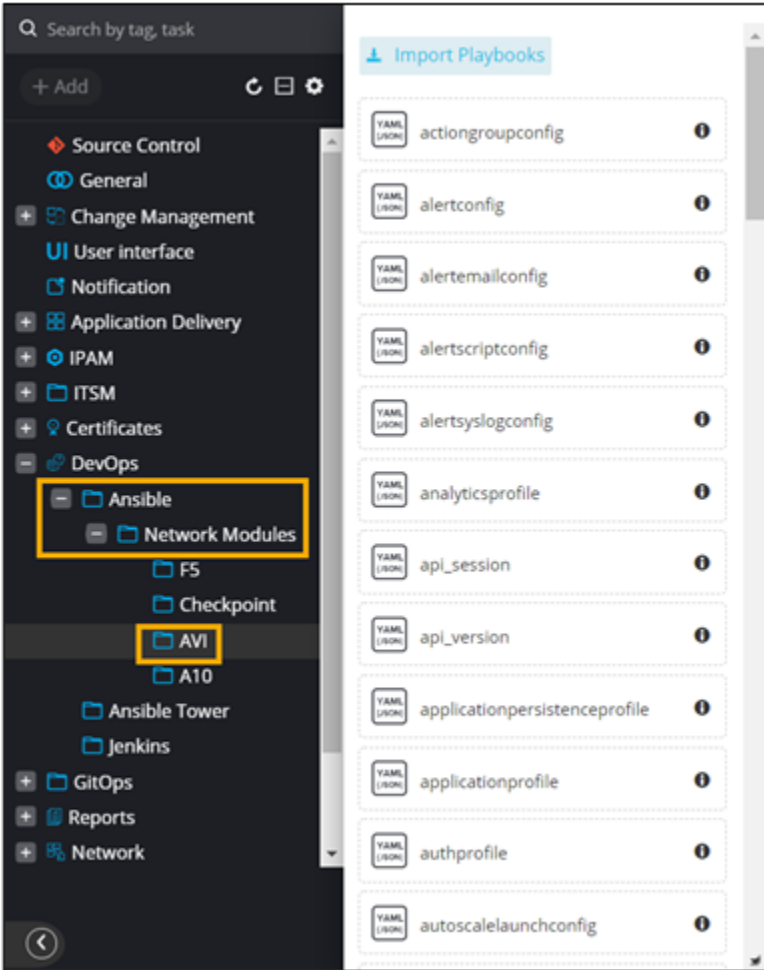 Search by tag, task
+ Add
Source Control
General
Change Management
UI User interface
Notification
Application Delivery
IPAM
ITSM
Certificates
DevOps
Ansible
Network Modules
F5
Checkpoint
AVI
A10
Ansible Tower
Jenkins
GitOps
Reports
Network
Import Playbooks
YAML (JSON) actiongroupconfig
YAML (JSON) alertconfig
YAML (JSON) alertemailconfig
YAML (JSON) alertscriptconfig
YAML (JSON) alertsyslogconfig
YAML (JSON) analyticsprofile
YAML (JSON) api_session
YAML (JSON) api_version
YAML (JSON) applicationpersistenceprofile
YAML (JSON) applicationprofile
YAML (JSON) authprofile
YAML (JSON) autoscalelaunchconfig